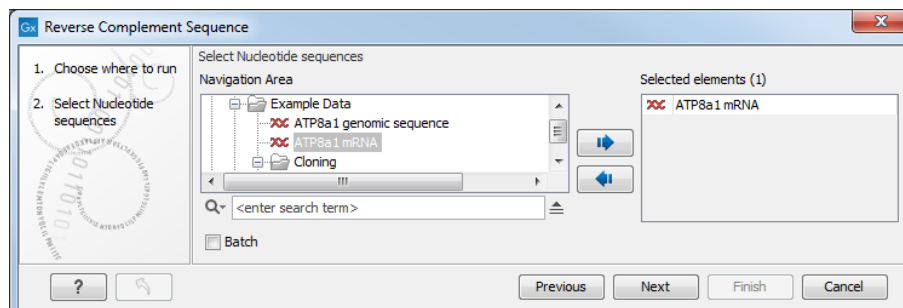 Gx Reverse Complement Sequence
X
1. Choose where to run
2. Select Nucleotide
sequences
Select Nucleotide sequences
Navigation Area
Example Data
ATP8a1 genomic sequence
ATP8a1 mRNA
Cloning
<enter search term>
Batch
Selected elements (1)
ATP8a1 mRNA
?
Previous
Next
Finish
Cancel